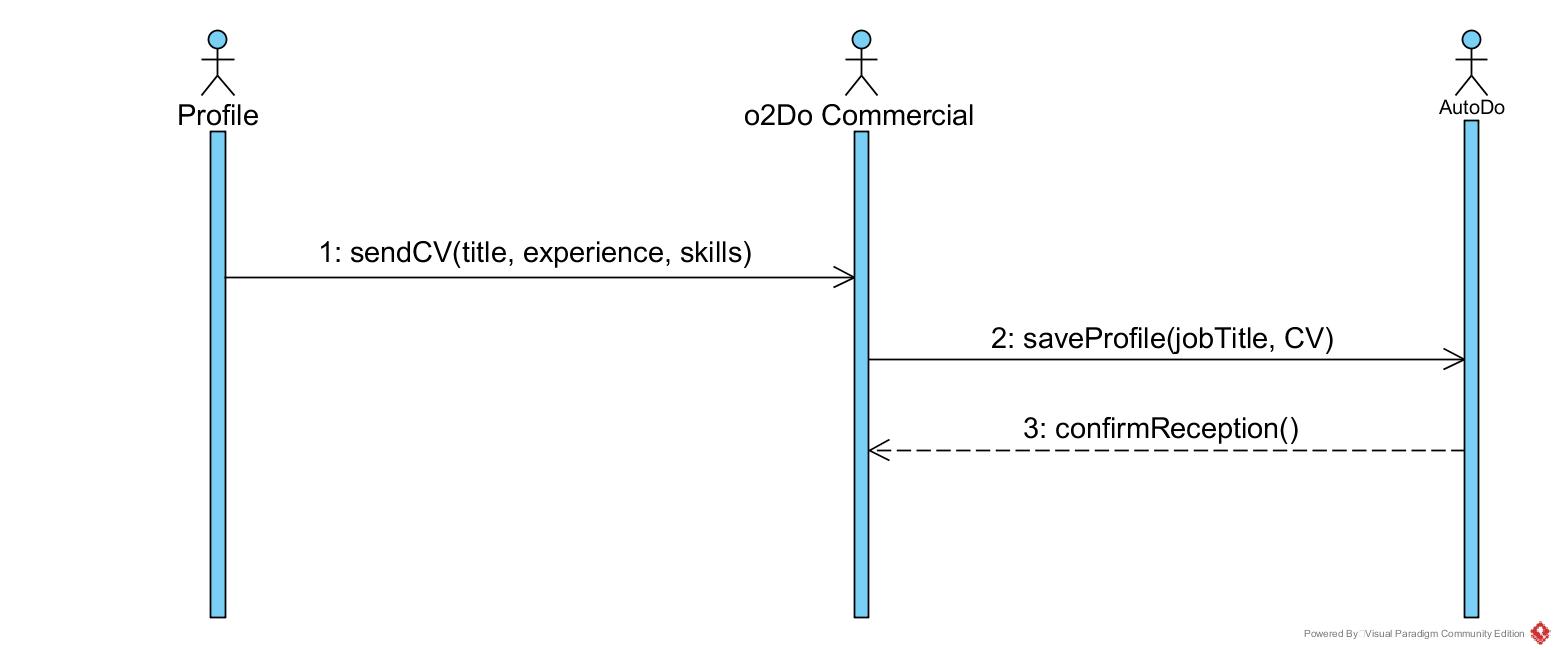 Profile
o2Do Commercial
AutoDo
1: sendCV(title, experience, skills)
2: saveProfile(jobTitle, CV)
3: confirmReception()
Powered By Visual Paradigm Community Edition